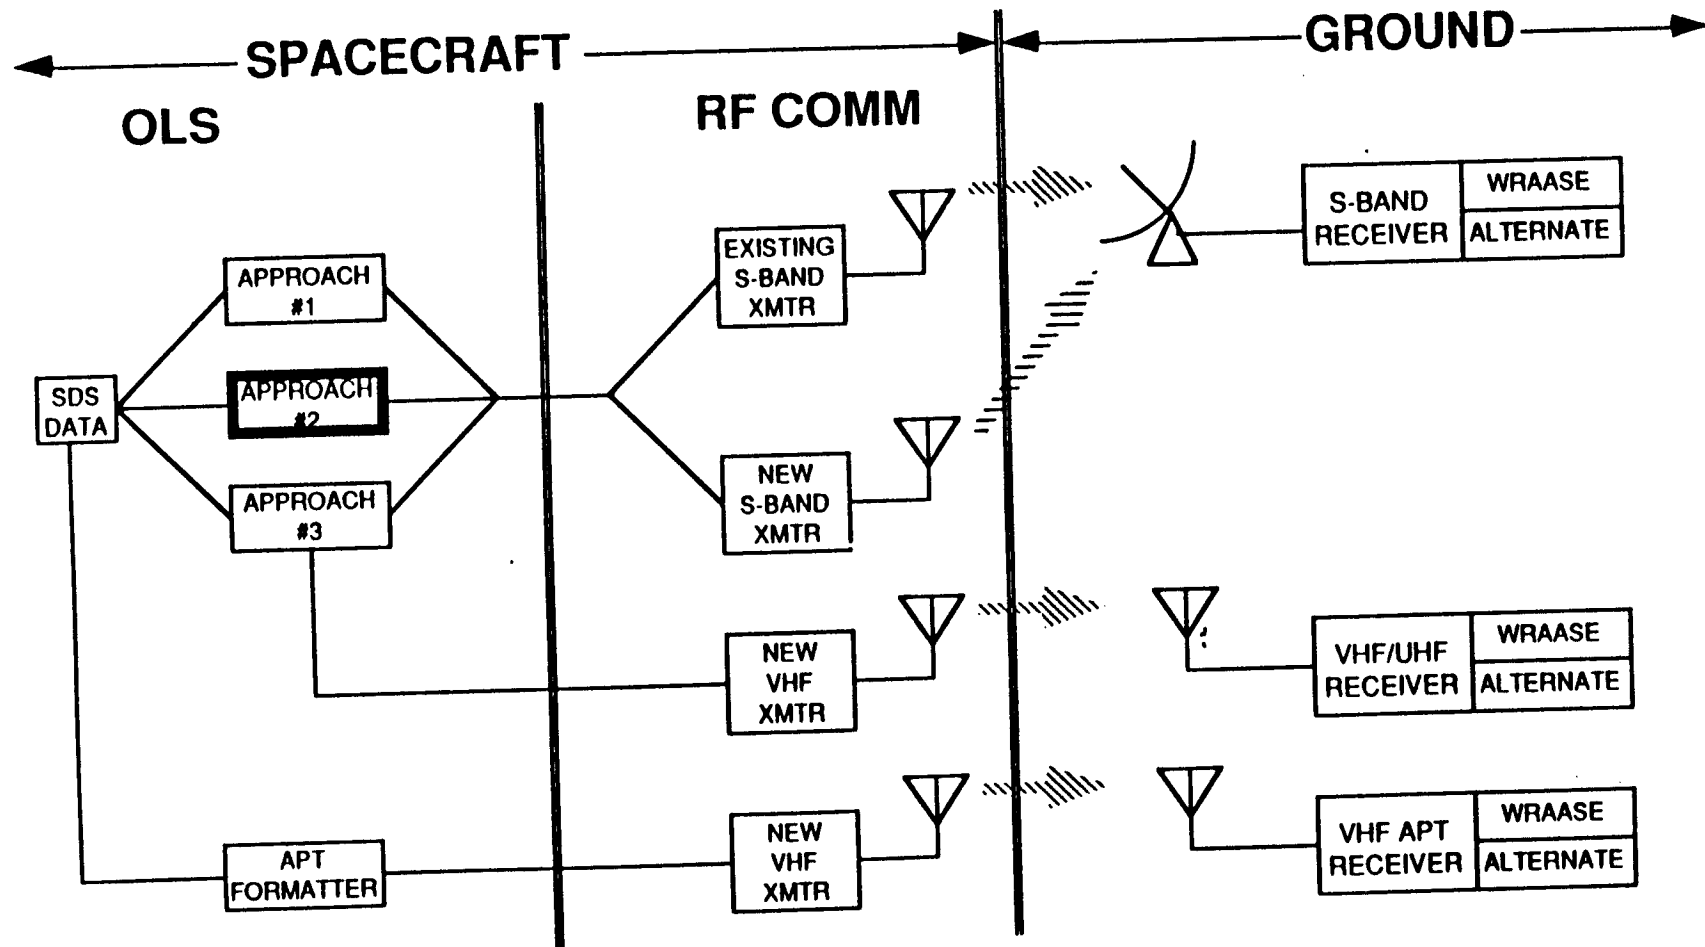 SPACECRAFT
GROUND
OLS
RF COMM
S-BAND
RECEIVER
WRAASE
ALTERNATE
EXISTING
S-BAND
XMTR
APPROACH
#1
SDS
DATA
APPROACH
#2
APPROACH
#3
NEW
S-BAND
XMTR
NEW
VHF
XMTR
VHF/UHF
RECEIVER
WRAASE
ALTERNATE
APT
FORMATTER
NEW
VHF
XMTR
VHF APT
RECEIVER
WRAASE
ALTERNATE